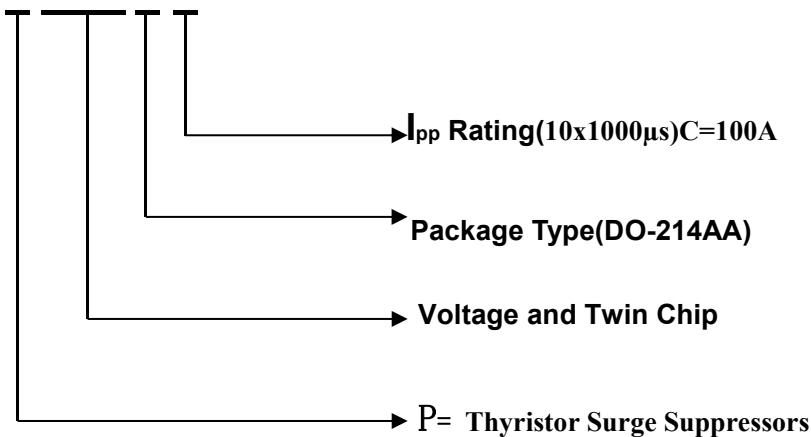 Ipp Rating(10x1000μs)C=100A
Package Type(DO-214AA)
Voltage and Twin Chip
P= Thyristor Surge Suppressors